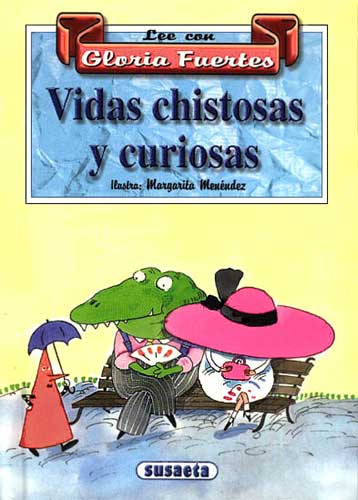 Lee con
Gloria Fuertes
Vidas chistosas
y curiosas
Ilustra: Margarita Menéndez
susaeta